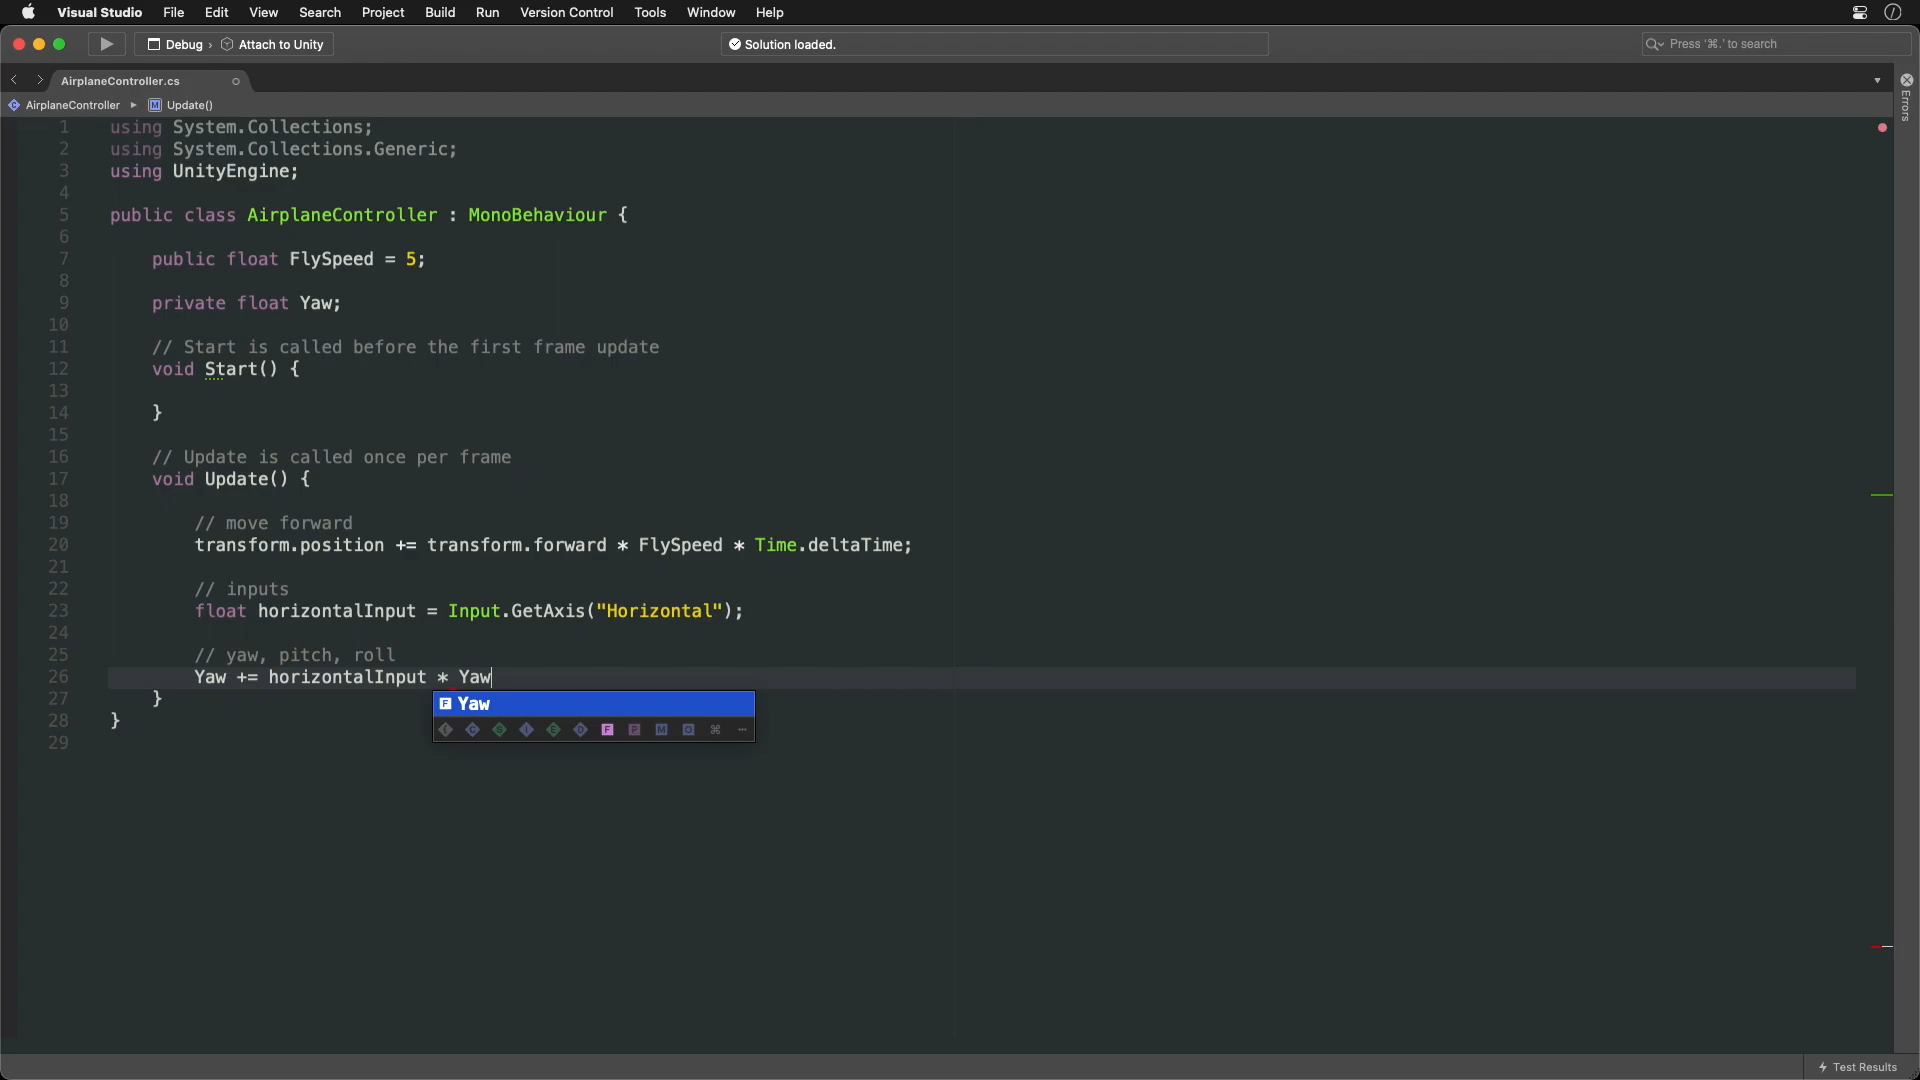 Visual Studio File Edit View Search Project Build Run Version Control Tools Window Help
Debug › Attach to Unity
Solution loaded.
Press '⌘.' to search
AirplaneController.cs
AirplaneController ▸ Update()
Errors
1 using System.Collections;
2 using System.Collections.Generic;
3 using UnityEngine;
4
5 public class AirplaneController : MonoBehaviour {
6
7 public float FlySpeed = 5;
8
9 private float Yaw;
10
11 // Start is called before the first frame update
12 void Start() {
13
14 }
15
16 // Update is called once per frame
17 void Update() {
18
19 // move forward
20 transform.position += transform.forward * FlySpeed * Time.deltaTime;
21
22 // inputs
23 float horizontalInput = Input.GetAxis("Horizontal");
24
25 // yaw, pitch, roll
26 Yaw += horizontalInput * Yaw
27 }
28 }
29
F Yaw
C S I E D F P M O ⌘ ···
Test Results